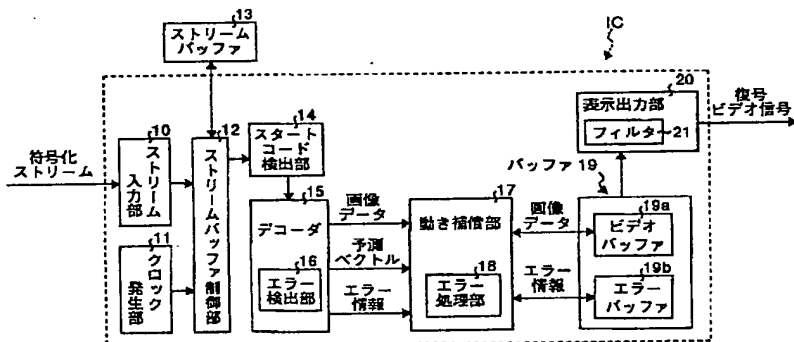 IC
13
ストリーム
バッファ
20
表示出力部
フィルター21
復号
ビデオ信号
符号化
ストリーム
10
ストリーム
入力部
11
クロック
発生部
12
ストリームバッファ制御部
14
スタート
コード
検出部
15
デコーダ
16
エラー
検出部
画像
データ
予測
ベクトル
エラー
情報
17
動き補償部
18
エラー
処理部
画像
データ
エラー
情報
バッファ19
19a
ビデオ
バッファ
19b
エラー
バッファ